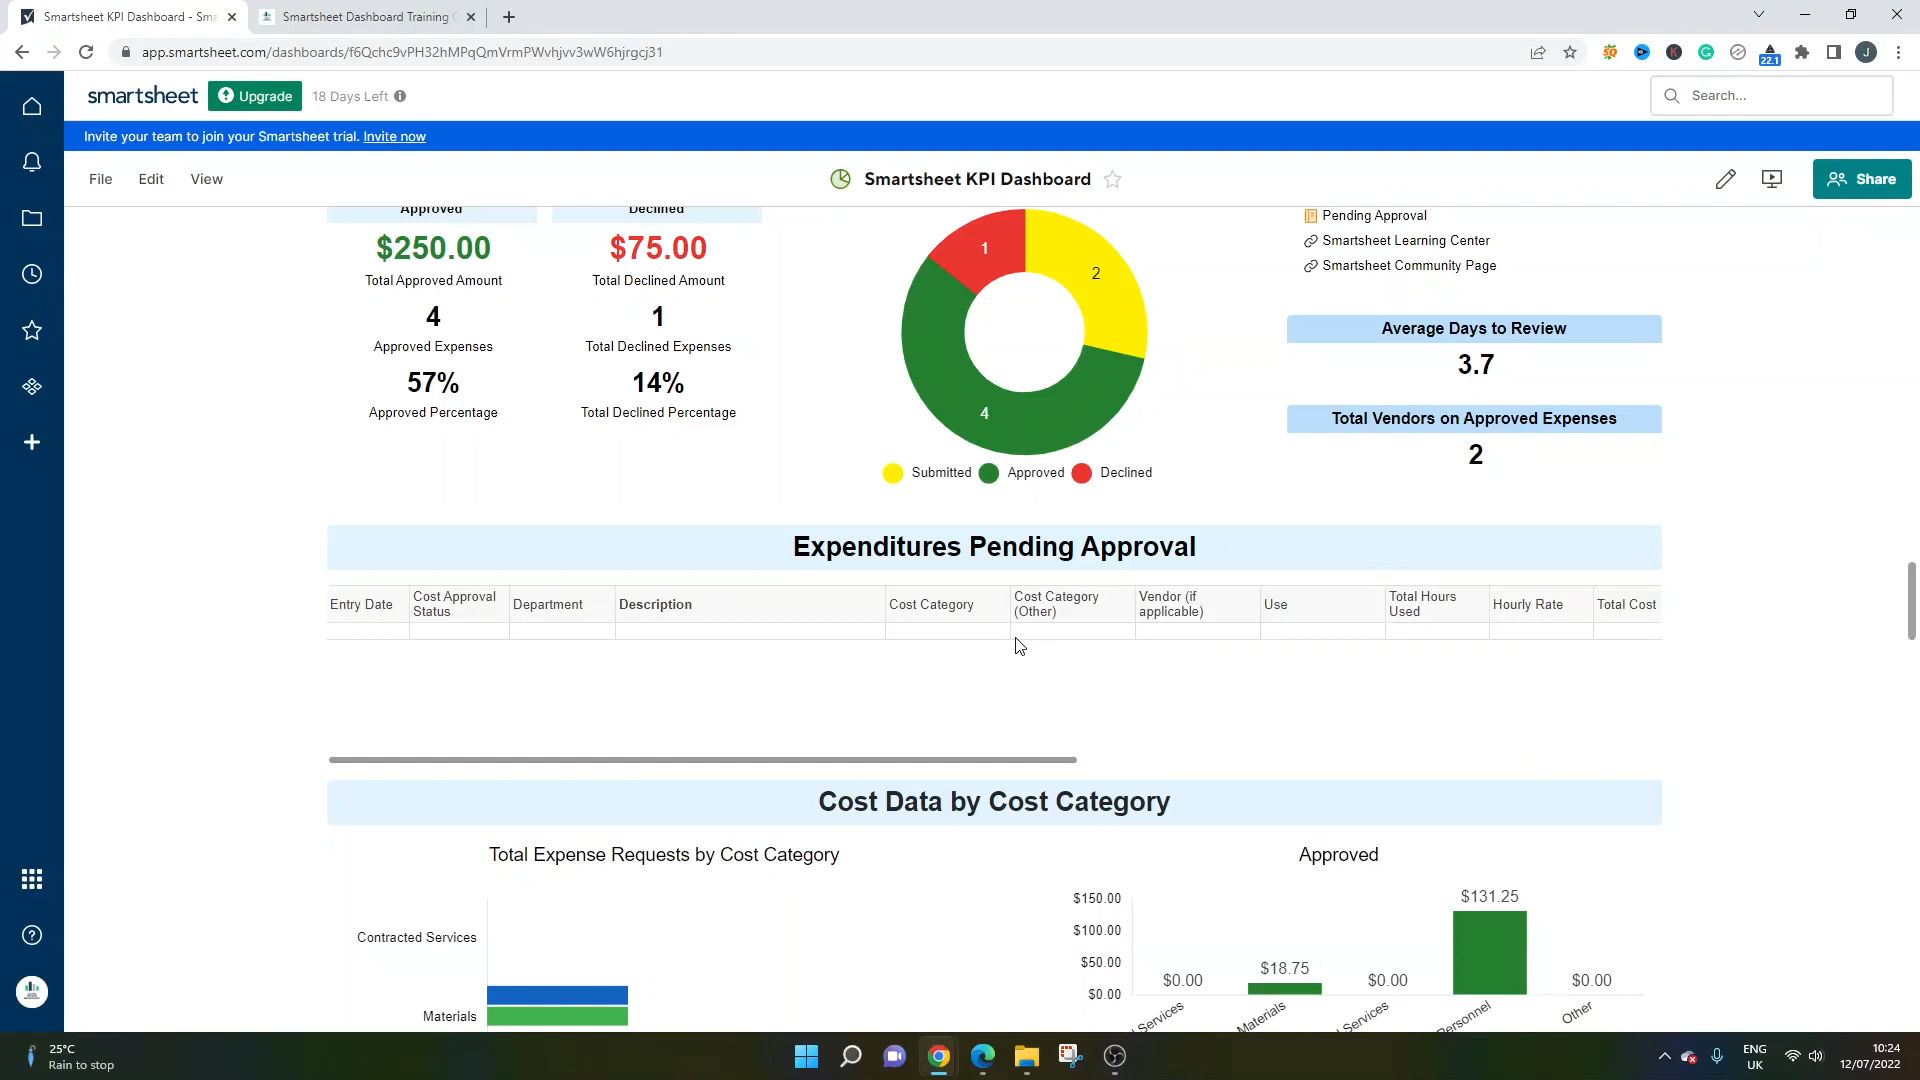 Smartsheet KPI Dashboard - Sma
Smartsheet Dashboard Training C
app.smartsheet.com/dashboards/f6Qchc9vPH32hMPqQmVrmPWvhjvv3wW6hjrgcj31
22.1
J
smartsheet
Upgrade
18 Days Left
Search...
Invite your team to join your Smartsheet trial. Invite now
File Edit View
Smartsheet KPI Dashboard
Share
Approved
Declined
$250.00
Total Approved Amount
4
Approved Expenses
57%
Approved Percentage
$75.00
Total Declined Amount
1
Total Declined Expenses
14%
Total Declined Percentage
1
2
4
Submitted Approved Declined
Pending Approval
Smartsheet Learning Center
Smartsheet Community Page
Average Days to Review
3.7
Total Vendors on Approved Expenses
2
Expenditures Pending Approval
Entry Date
Cost Approval
Status
Department
Description
Cost Category
Cost Category
(Other)
Vendor (if
applicable)
Use
Total Hours
Used
Hourly Rate
Total Cost
Cost Data by Cost Category
Total Expense Requests by Cost Category
Contracted Services
Materials
Approved
$150.00
$100.00
$50.00
$0.00
$0.00
$18.75
$0.00
$131.25
$0.00
Services
Materials
Services
Personnel
Other
25°C
Rain to stop
ENG
UK
10:24
12/07/2022